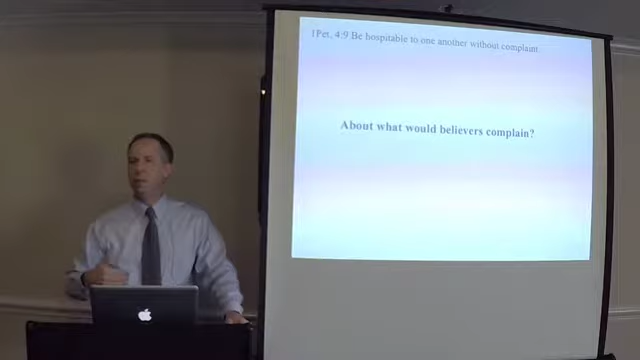 1Pet, 4:9 Be hospitable to one another without complaint.
About what would believers complain?